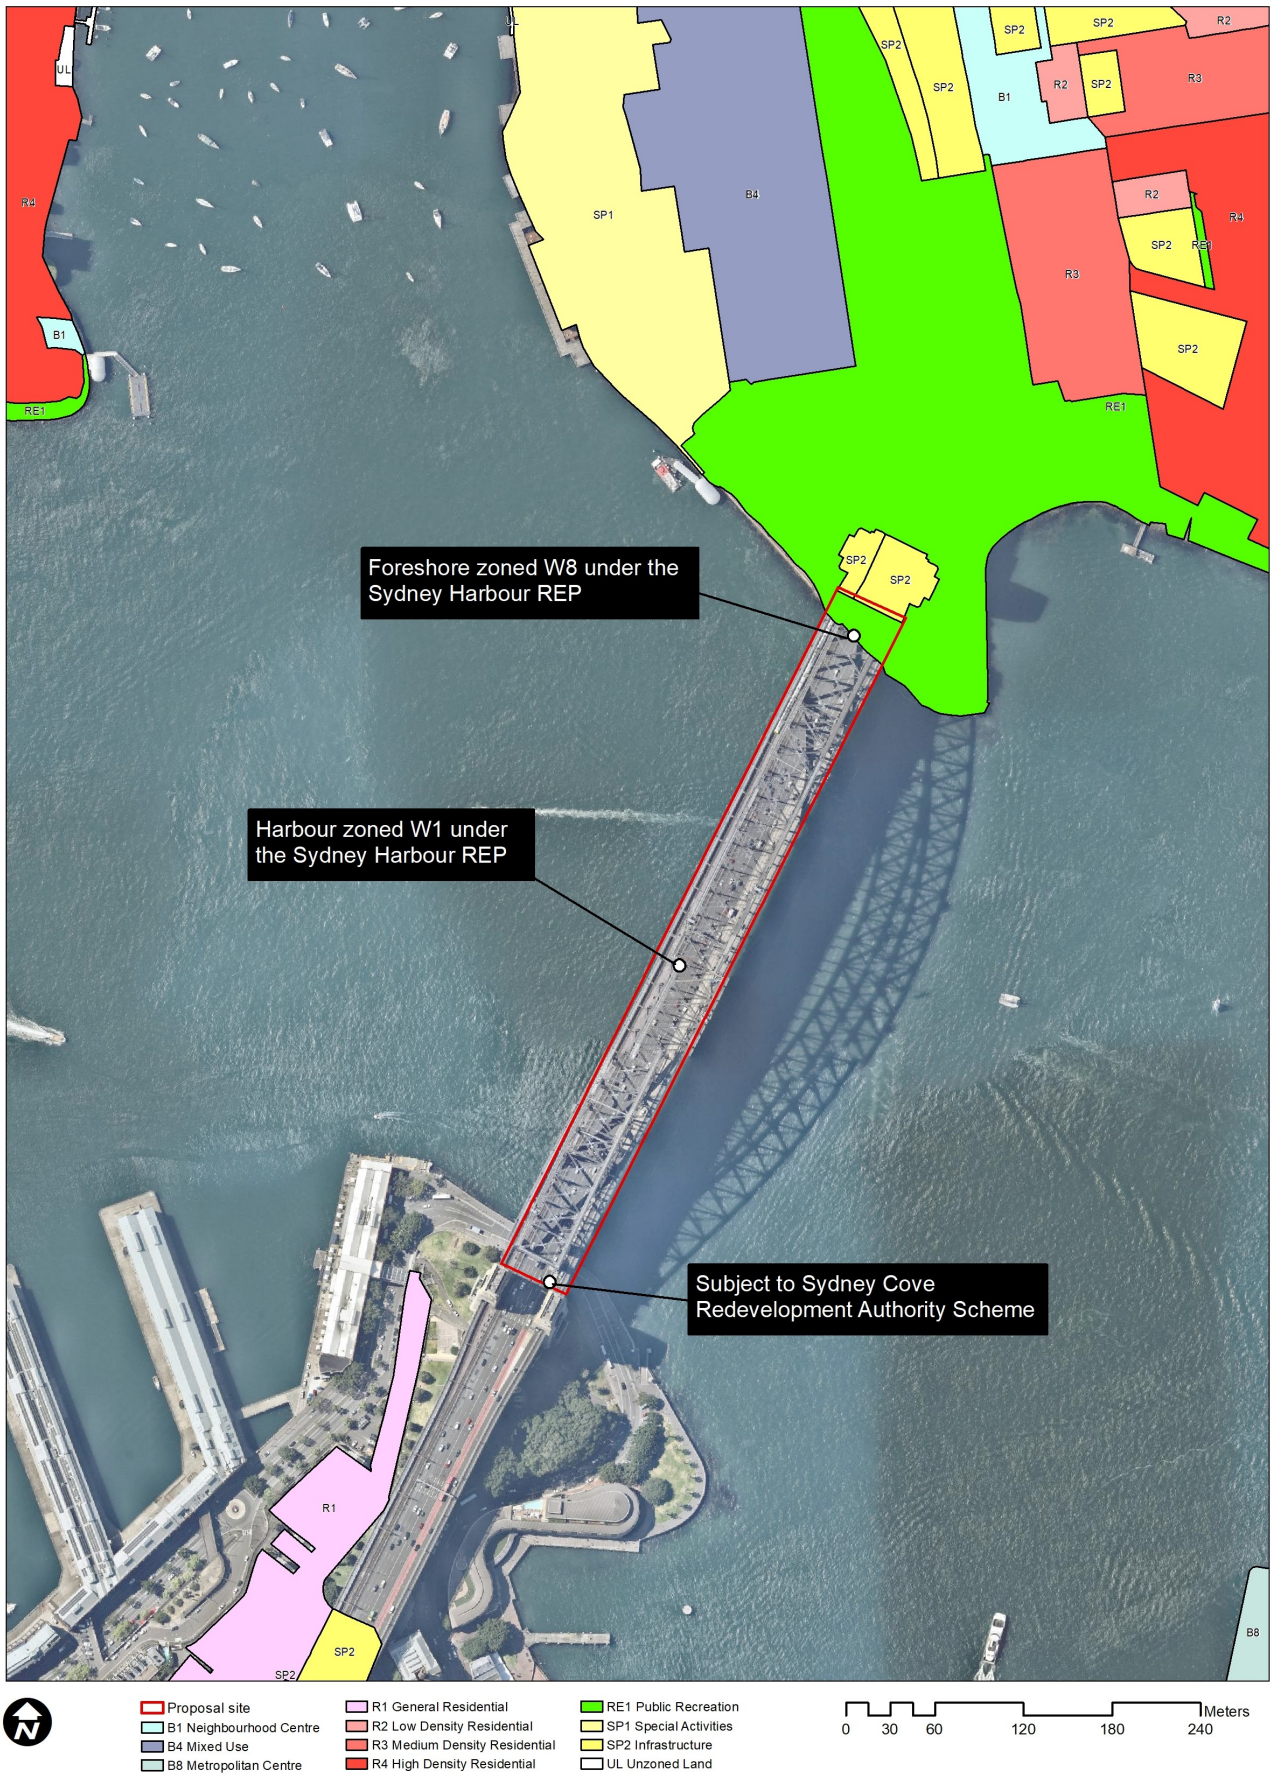 UL
UL
SP2
SP2
SP2
R2
SP2
B1
R2
SP2
R3
R4
SP1
B4
R2
R4
SP2
RE1
R3
B1
SP2
RE1
RE1
SP2
SP2
Foreshore zoned W8 under the
Sydney Harbour REP
Harbour zoned W1 under
the Sydney Harbour REP
Subject to Sydney Cove
Redevelopment Authority Scheme
R1
SP2
SP2
B8
N
Proposal site
B1 Neighbourhood Centre
B4 Mixed Use
B8 Metropolitan Centre
R1 General Residential
R2 Low Density Residential
R3 Medium Density Residential
R4 High Density Residential
RE1 Public Recreation
SP1 Special Activities
SP2 Infrastructure
UL Unzoned Land
Meters
0 30 60 120 180 240